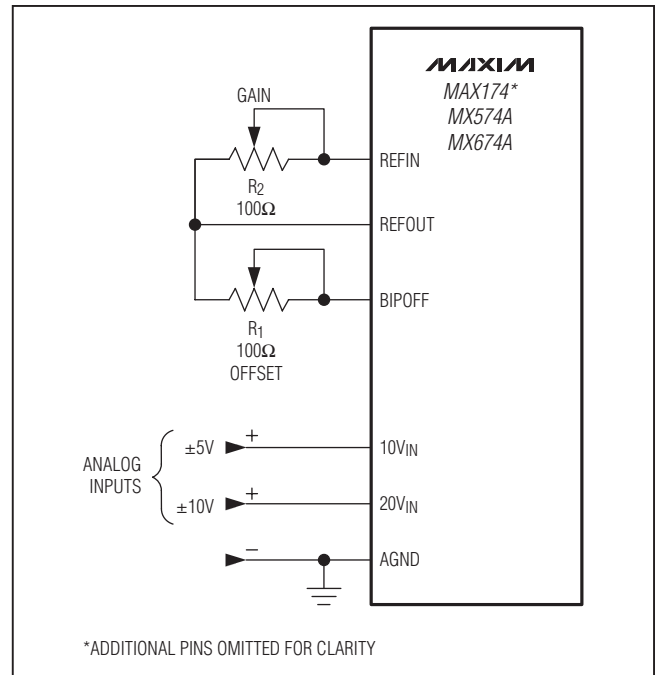 MAXIM
MAX174*
MX574A
MX674A
GAIN
R2
100Ω
REFIN
REFOUT
BIPOFF
R1
100Ω
OFFSET
ANALOG
INPUTS
±5V
+
10VIN
±10V
+
20VIN
−
AGND
*ADDITIONAL PINS OMITTED FOR CLARITY